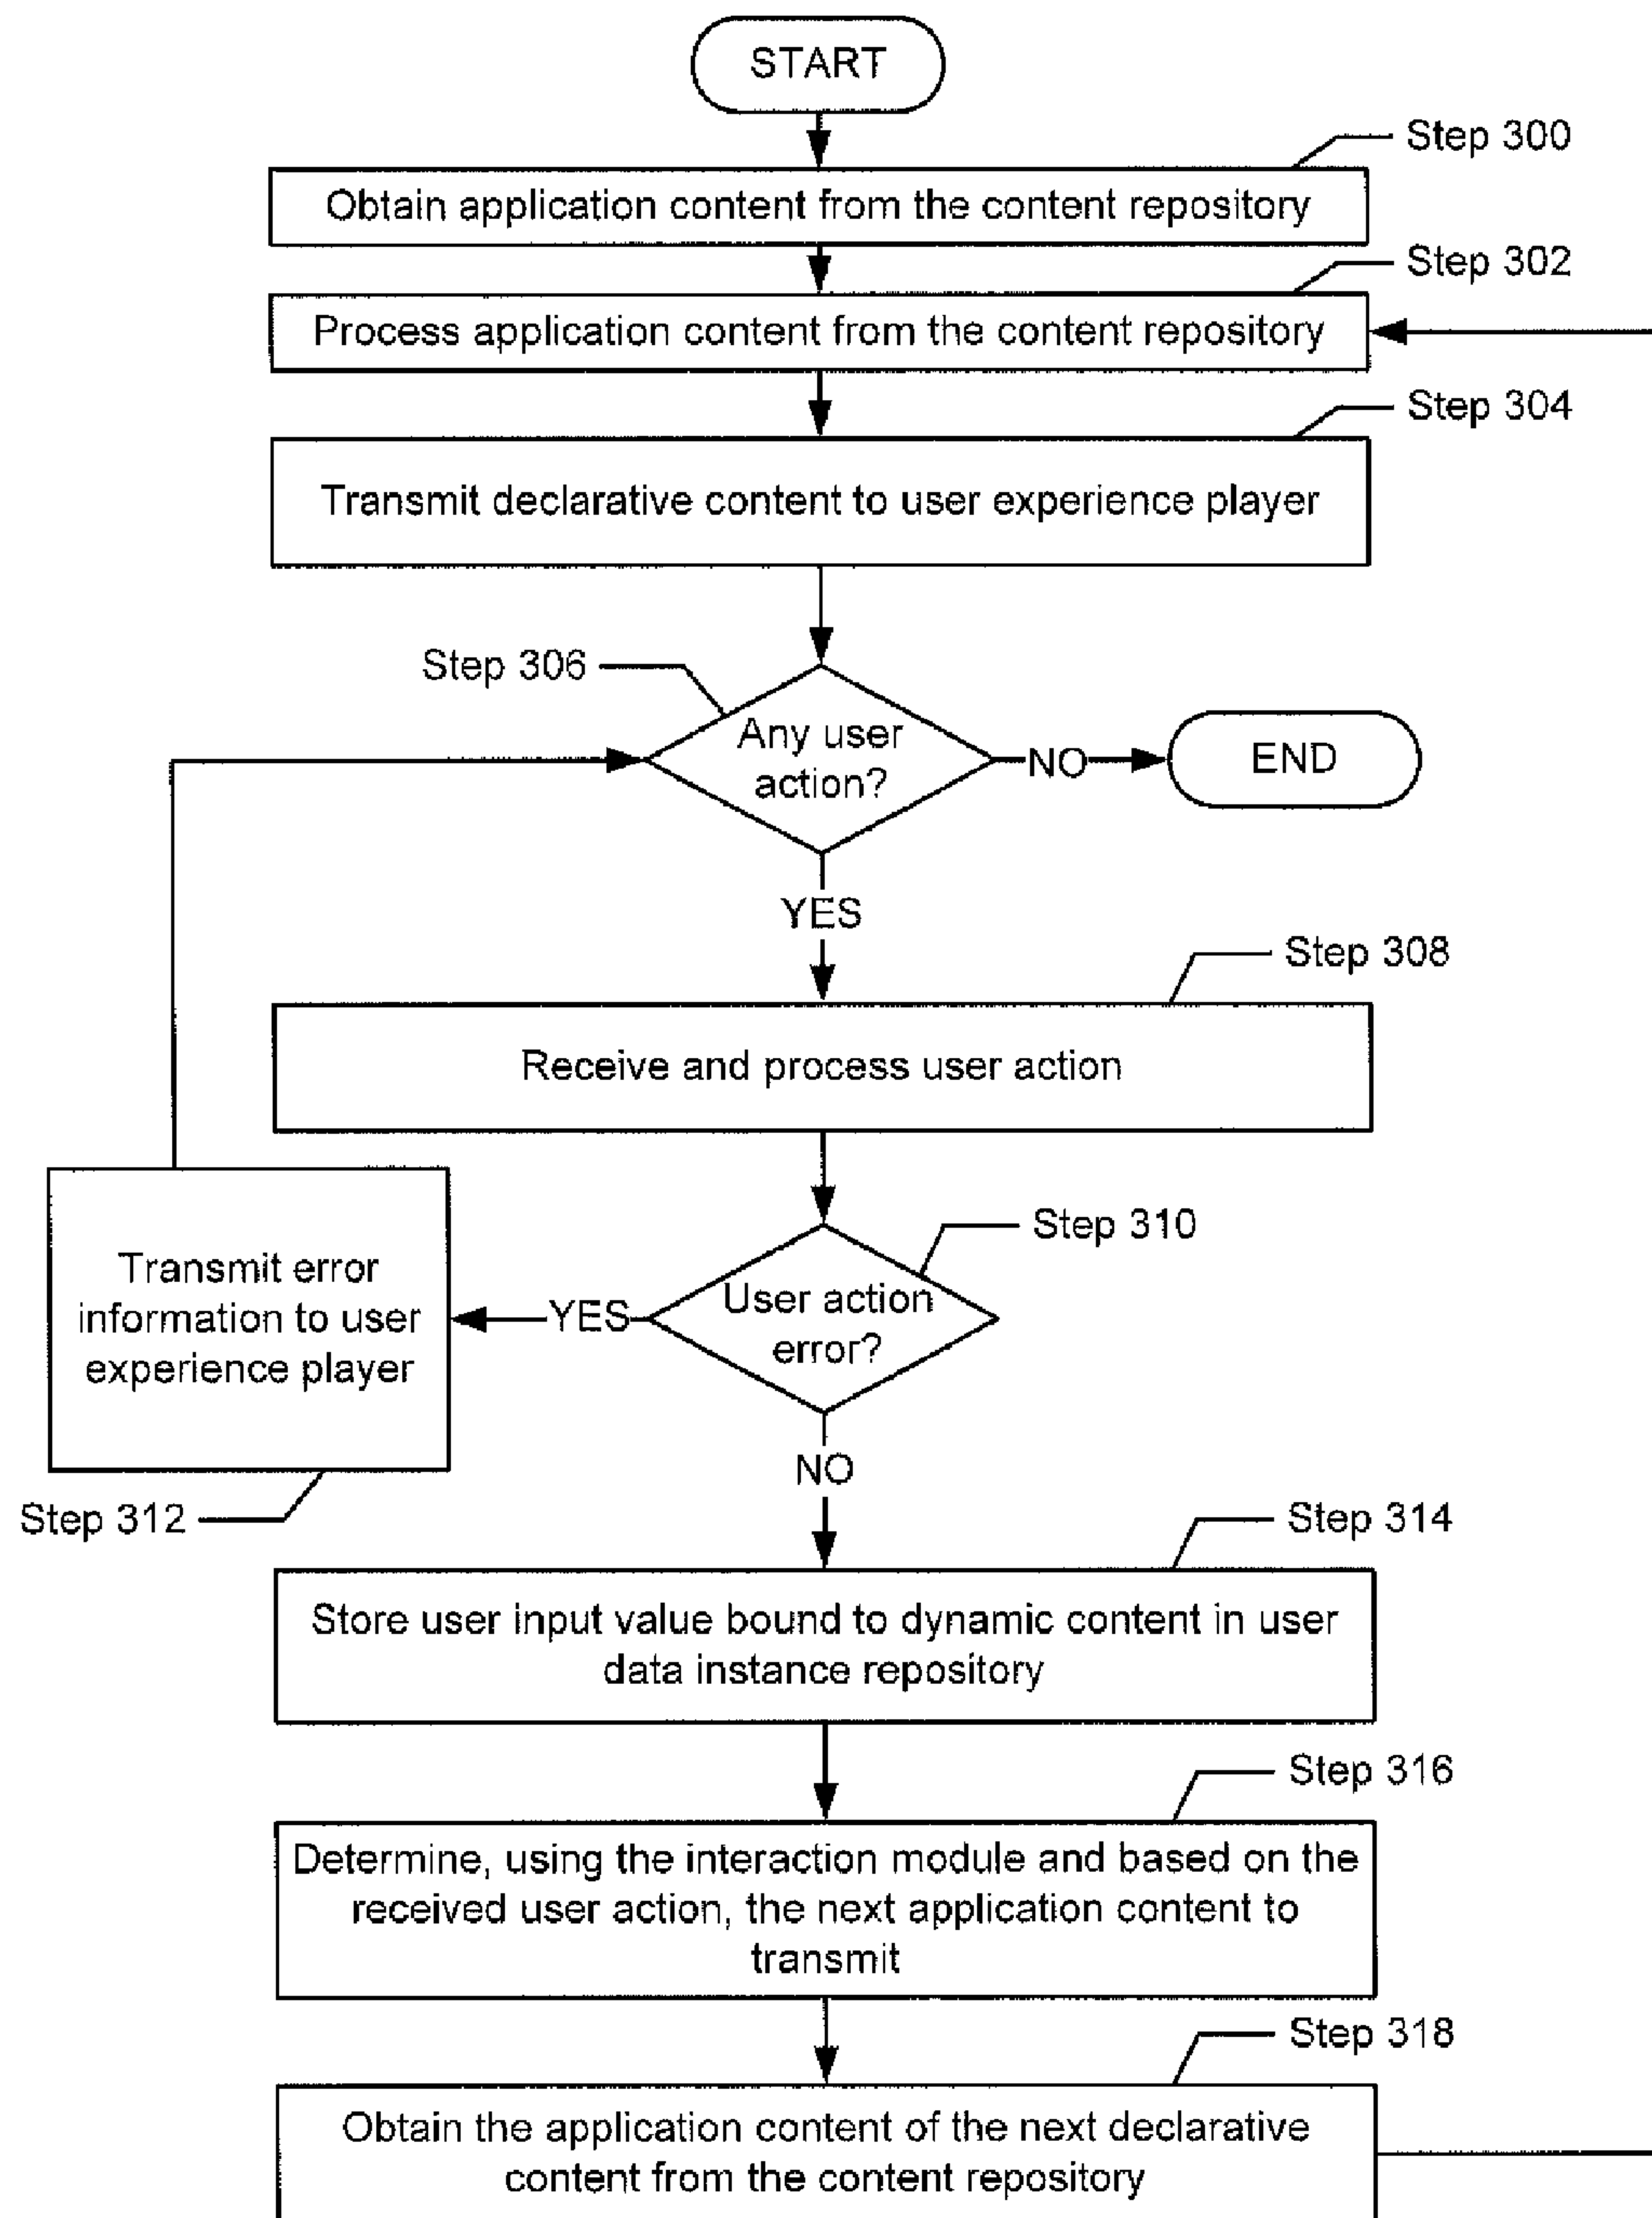 START
Step 300
Obtain application content from the content repository
Step 302
Process application content from the content repository
Step 304
Transmit declarative content to user experience player
Step 306
Any user
action?
NO
END
YES
Step 308
Receive and process user action
Step 310
User action
error?
YES
Transmit error
information to user
experience player
Step 312
NO
Step 314
Store user input value bound to dynamic content in user
data instance repository
Step 316
Determine, using the interaction module and based on the
received user action, the next application content to
transmit
Step 318
Obtain the application content of the next declarative
content from the content repository